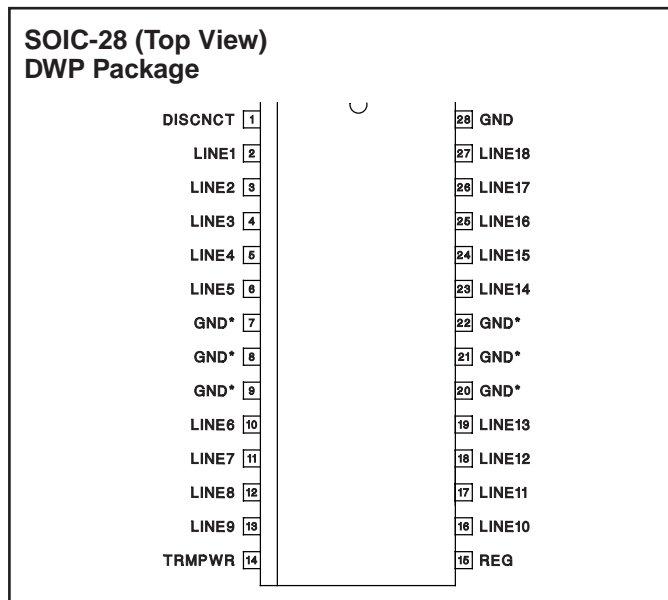 SOIC-28 (Top View)
DWP Package
DISCNCT 1 28 GND
LINE1 2 27 LINE18
LINE2 3 26 LINE17
LINE3 4 25 LINE16
LINE4 5 24 LINE15
LINE5 6 23 LINE14
GND* 7 22 GND*
GND* 8 21 GND*
GND* 9 20 GND*
LINE6 10 19 LINE13
LINE7 11 18 LINE12
LINE8 12 17 LINE11
LINE9 13 16 LINE10
TRMPWR 14 15 REG